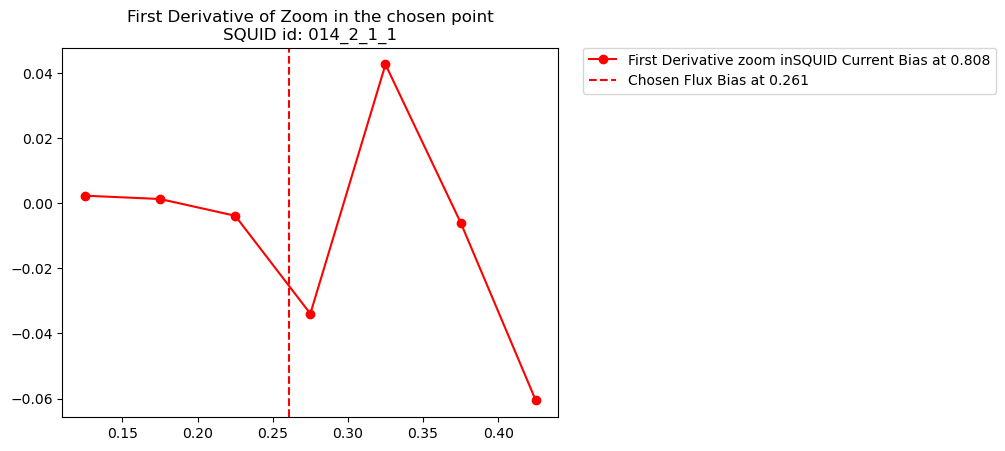 First Derivative of Zoom in the chosen point
SQUID id: 014_2_1_1
First Derivative zoom inSQUID Current Bias at 0.808
Chosen Flux Bias at 0.261
0.04
0.02
0.00
−0.02
−0.04
−0.06
0.15 0.20 0.25 0.30 0.35 0.40